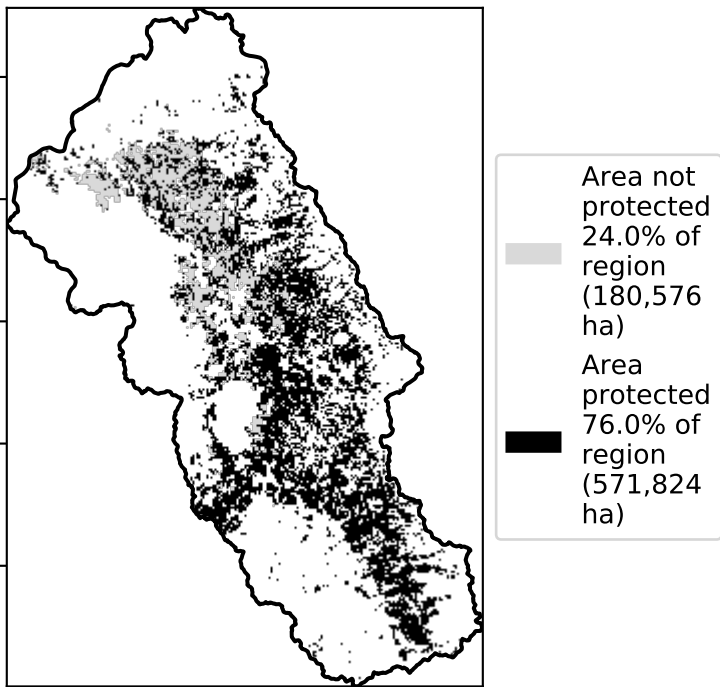 Area not
protected
24.0% of
region
(180,576
ha)
Area
protected
76.0% of
region
(571,824
ha)